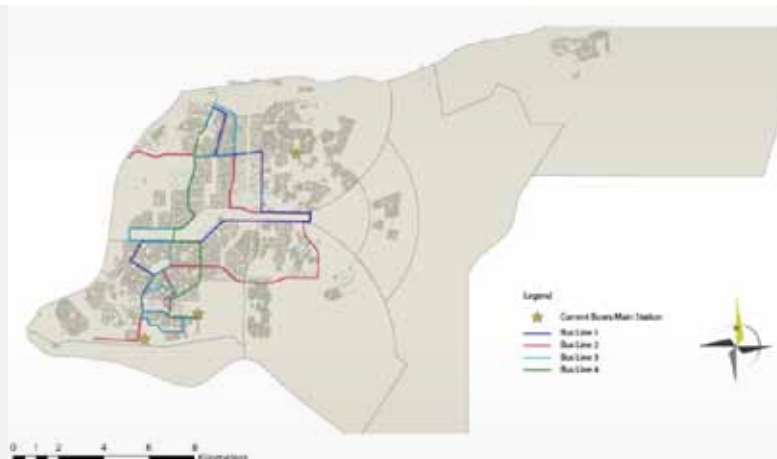 Legend
Current Buses Main Station
Bus Line 1
Bus Line 2
Bus Line 3
Bus Line 4
0 1 2 4 6 8
Kilometers